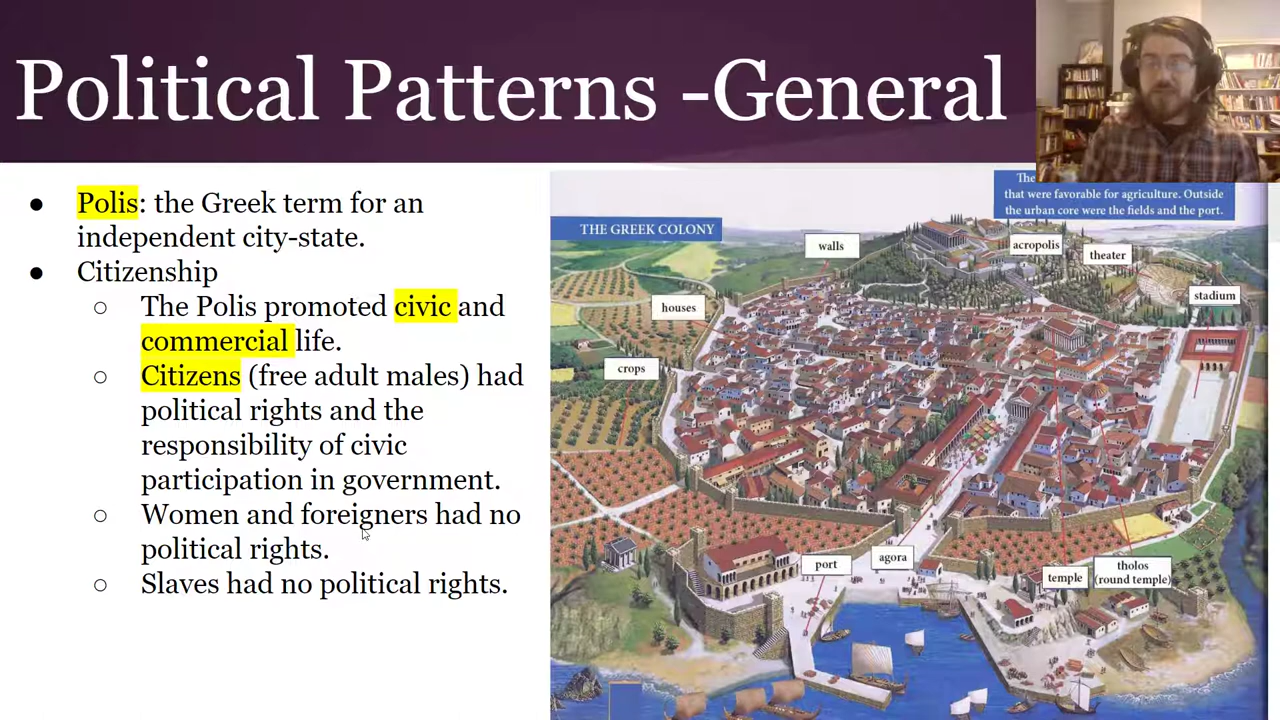 Political Patterns -General
● Polis: the Greek term for an
independent city-state.
● Citizenship
○ The Polis promoted civic and
commercial life.
○ Citizens (free adult males) had
political rights and the
responsibility of civic
participation in government.
○ Women and foreigners had no
political rights.
○ Slaves had no political rights.
The
that were favorable for agriculture. Outside
the urban core were the fields and the port.
THE GREEK COLONY
walls
acropolis
theater
stadium
houses
crops
port
agora
temple
tholos
(round temple)